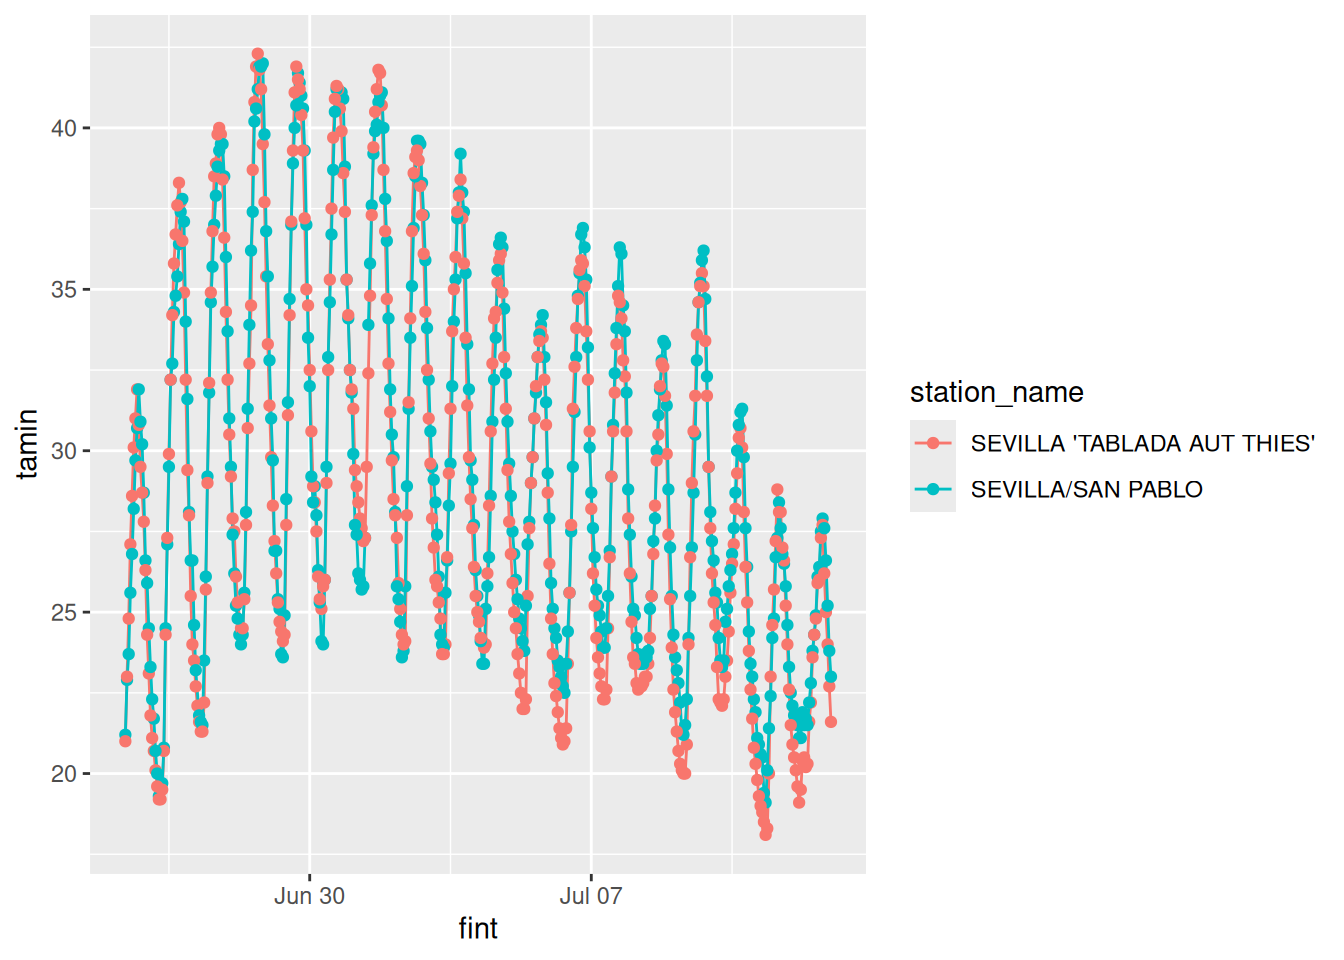 40
35
30
25
20
tamin
Jun 30
Jul 07
fint
station_name
SEVILLA 'TABLADA AUT THIES'
SEVILLA/SAN PABLO